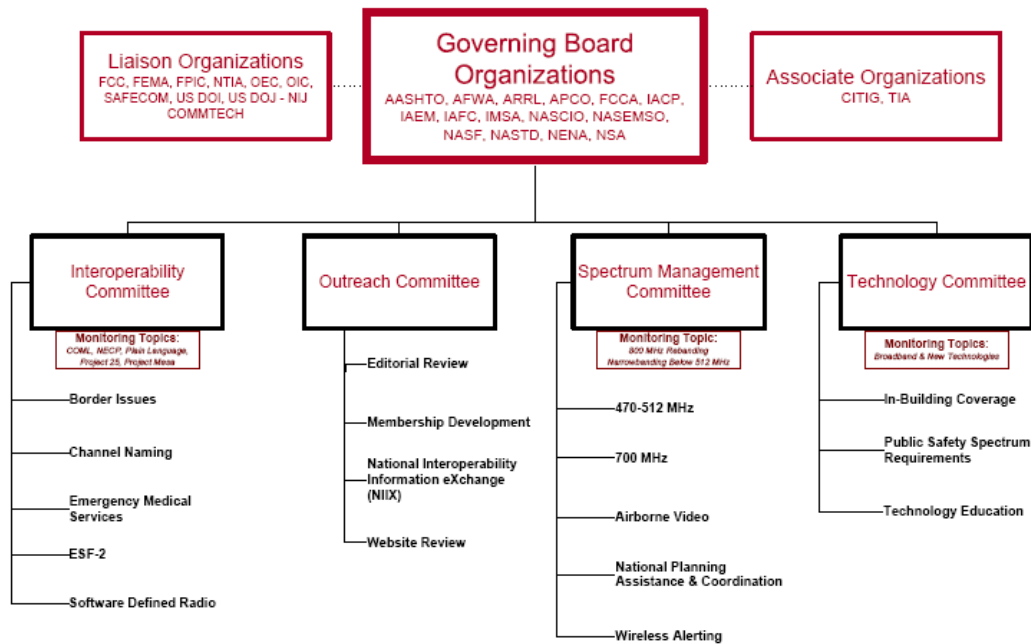 Liaison Organizations
FCC, FEMA, FPIC, NTIA, OEC, OIC,
SAFECOM, US DOI, US DOJ - NIJ
COMMTECH
Governing Board
Organizations
AASHTO, AFWA, ARRL, APCO, FCCA, IACP,
IAEM, IAFC, IMSA, NASCIO, NASEMSO,
NASF, NASTD, NENA, NSA
Associate Organizations
CITIG, TIA
Interoperability
Committee
Monitoring Topics:
COML, NECP, Plain Language,
Project 25, Project Mesa
Border Issues
Channel Naming
Emergency Medical
Services
ESF-2
Software Defined Radio
Outreach Committee
Editorial Review
Membership Development
National Interoperability
Information eXchange
(NIIX)
Website Review
Spectrum Management
Committee
Monitoring Topic:
800 MHz Rebanding
Narrowbanding Below 512 MHz
470-512 MHz
700 MHz
Airborne Video
National Planning
Assistance & Coordination
Wireless Alerting
Technology Committee
Monitoring Topics:
Broadband & New Technologies
In-Building Coverage
Public Safety Spectrum
Requirements
Technology Education